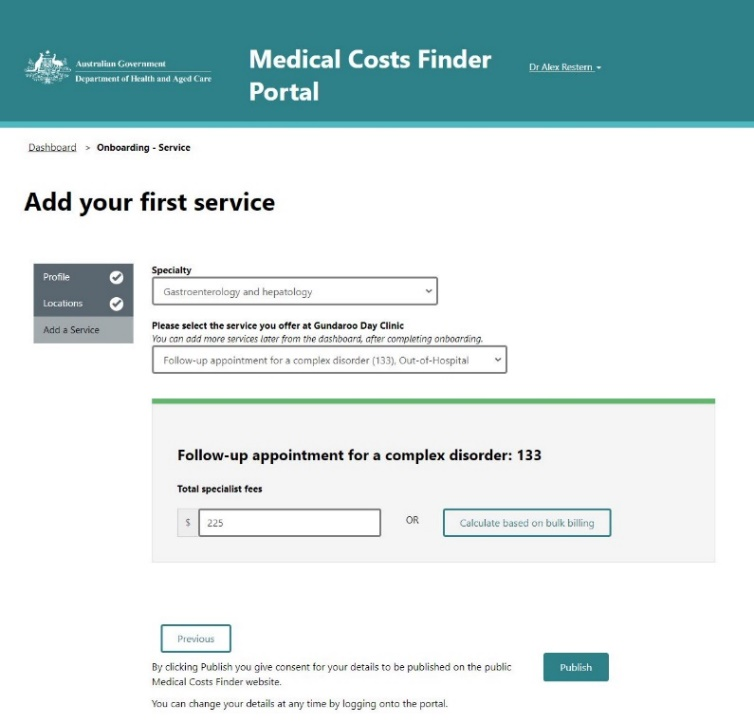 Australian Government
Department of Health and Aged Care
Medical Costs Finder
Portal
Dr Alex Restern
Dashboard > Onboarding - Service
Add your first service
Profile
Locations
Add a Service
Specialty
Gastroenterology and hepatology
Please select the service you offer at Gundaroo Day Clinic
You can add more services later from the dashboard, after completing onboarding.
Follow-up appointment for a complex disorder (133), Out-of-Hospital
Follow-up appointment for a complex disorder: 133
Total specialist fees
$ 225 OR Calculate based on bulk billing
Previous
By clicking Publish you give consent for your details to be published on the public
Medical Costs Finder website.
Publish
You can change your details at any time by logging onto the portal.